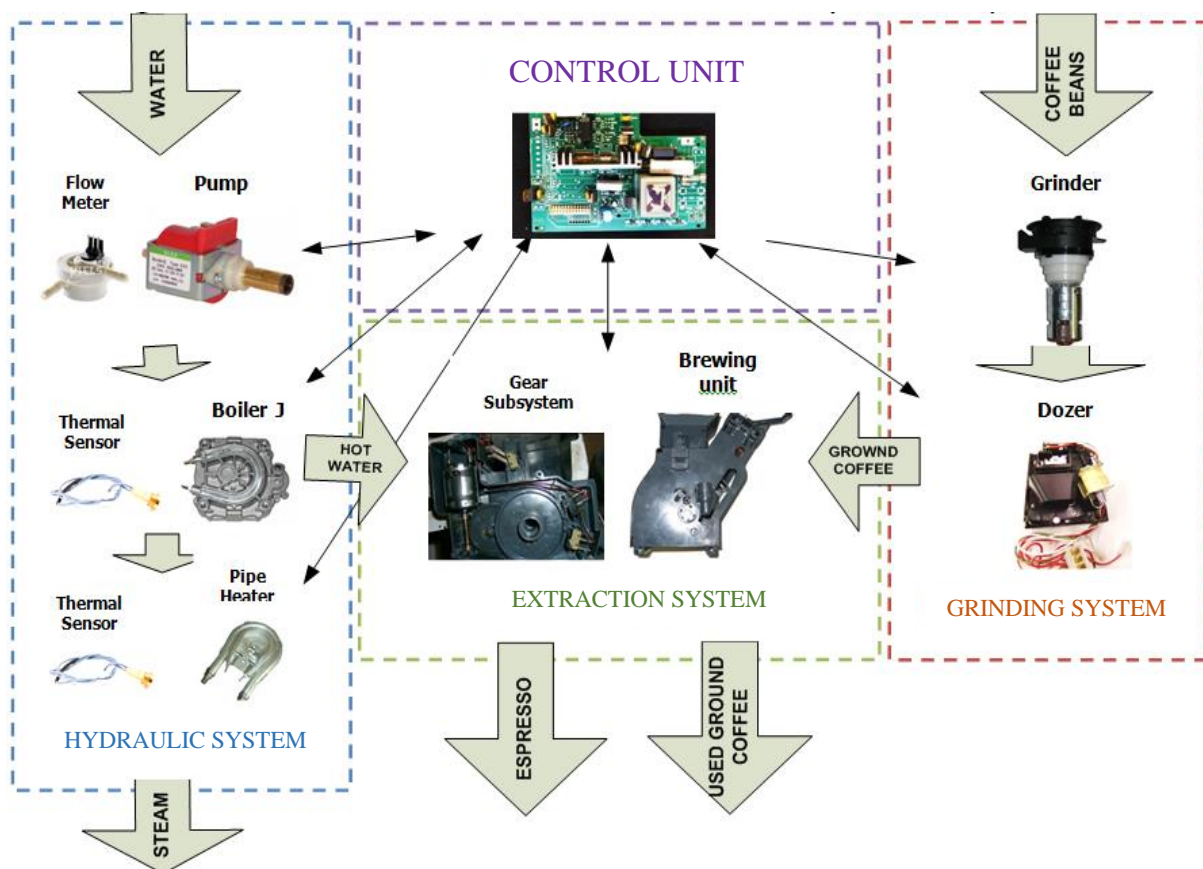 WATER
CONTROL UNIT
COFFEE
BEANS
Flow
Meter
Pump
Grinder
Thermal
Sensor
Boiler J
HOT
WATER
Gear
Subsystem
Brewing
unit
GROWND
COFFEE
Dozer
Thermal
Sensor
Pipe
Heater
EXTRACTION SYSTEM
GRINDING SYSTEM
HYDRAULIC SYSTEM
ESPRESSO
USED GROUND
COFFEE
STEAM